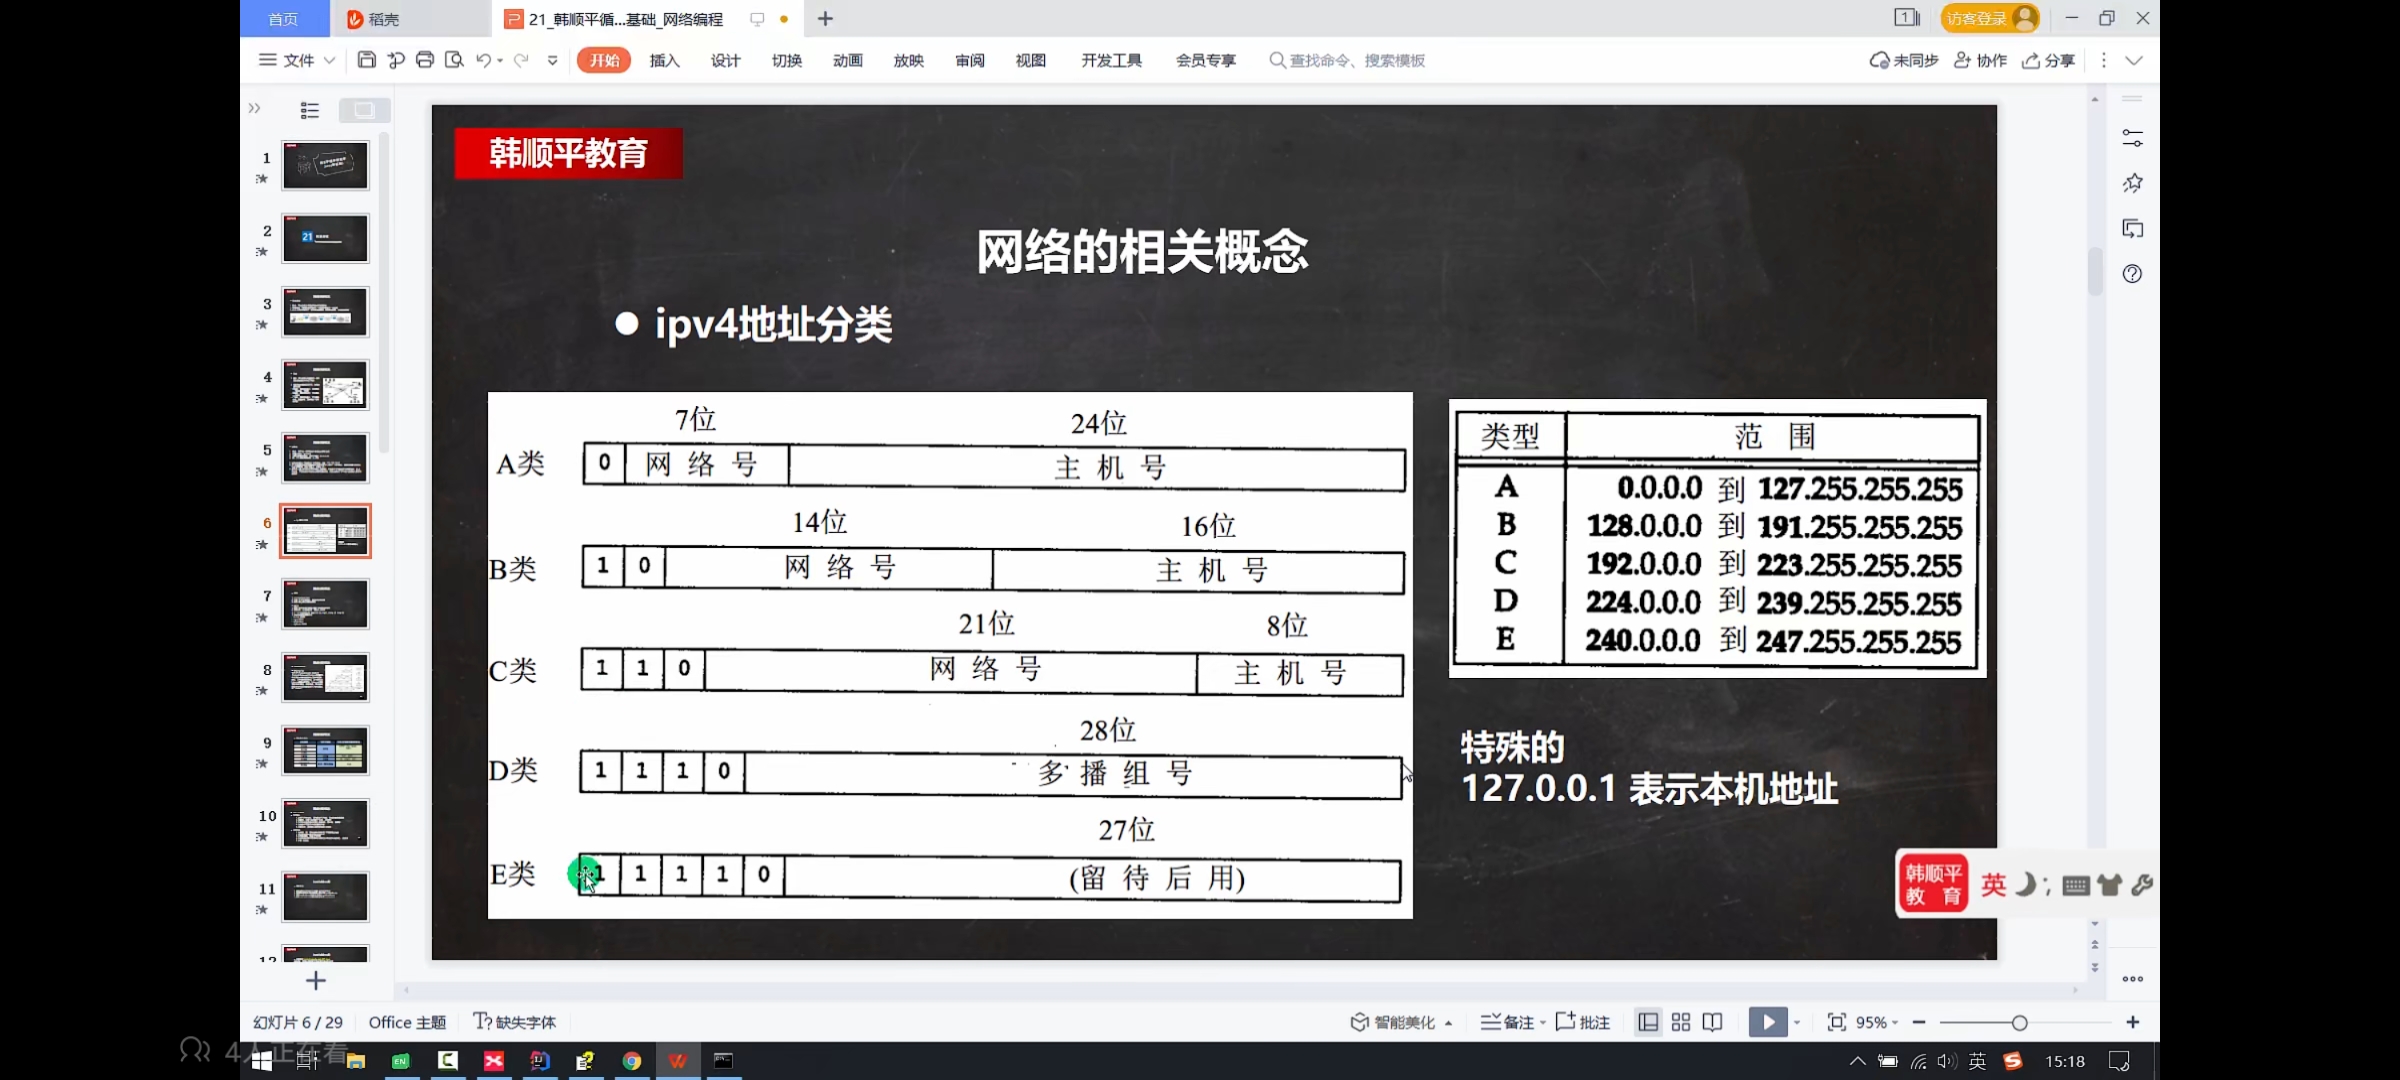 首页
稻壳
21_韩顺平循...基础_网络编程
访客登录
文件
开始
插入
设计
切换
动画
放映
审阅
视图
开发工具
会员专享
查找命令、搜索模板
未同步
协作
分享
1
2
3
4
5
6
7
8
9
10
11
韩顺平教育
网络的相关概念
● ipv4地址分类
7位 24位
A类 0 网络号 主机号
14位 16位
B类 1 0 网络号 主机号
21位 8位
C类 1 1 0 网络号 主机号
28位
D类 1 1 1 0 多播组号
27位
E类 1 1 1 1 0 (留待后用)
类型 范围
A 0.0.0.0 到 127.255.255.255
B 128.0.0.0 到 191.255.255.255
C 192.0.0.0 到 223.255.255.255
D 224.0.0.0 到 239.255.255.255
E 240.0.0.0 到 247.255.255.255
特殊的
127.0.0.1 表示本机地址
韩顺平
教 育
英
幻灯片 6 / 29
Office 主题
缺失字体
智能美化
备注
批注
95%
4人正在看
英
15:18